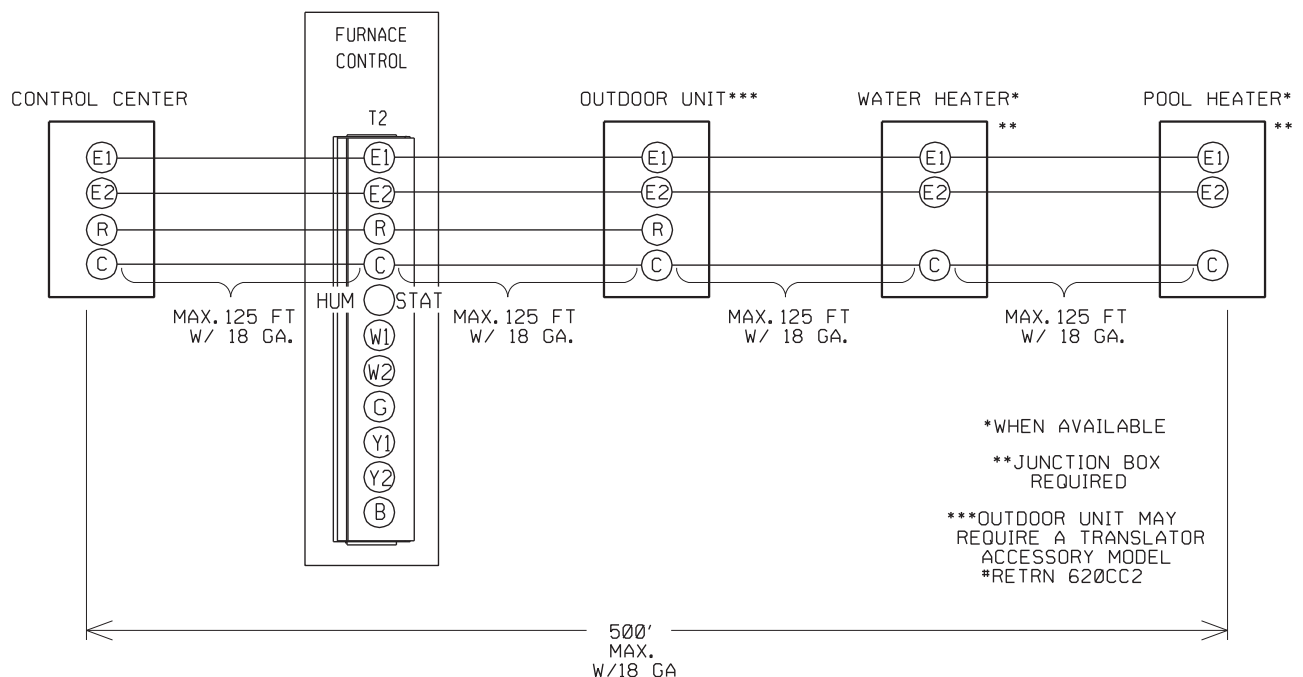 FURNACE
CONTROL
CONTROL CENTER
T2
OUTDOOR UNIT***
WATER HEATER*
**
POOL HEATER*
**
E1 E1 E1 E1 E1
E2 E2 E2 E2 E2
R R R
C C C C C
HUM STAT
MAX. 125 FT
W/ 18 GA.
MAX. 125 FT
W/ 18 GA.
MAX. 125 FT
W/ 18 GA.
MAX. 125 FT
W/ 18 GA.
W1
W2
G
Y1
Y2
B
*WHEN AVAILABLE
**JUNCTION BOX
REQUIRED
***OUTDOOR UNIT MAY
REQUIRE A TRANSLATOR
ACCESSORY MODEL
#RETRN 620CC2
500'
MAX.
W/18 GA